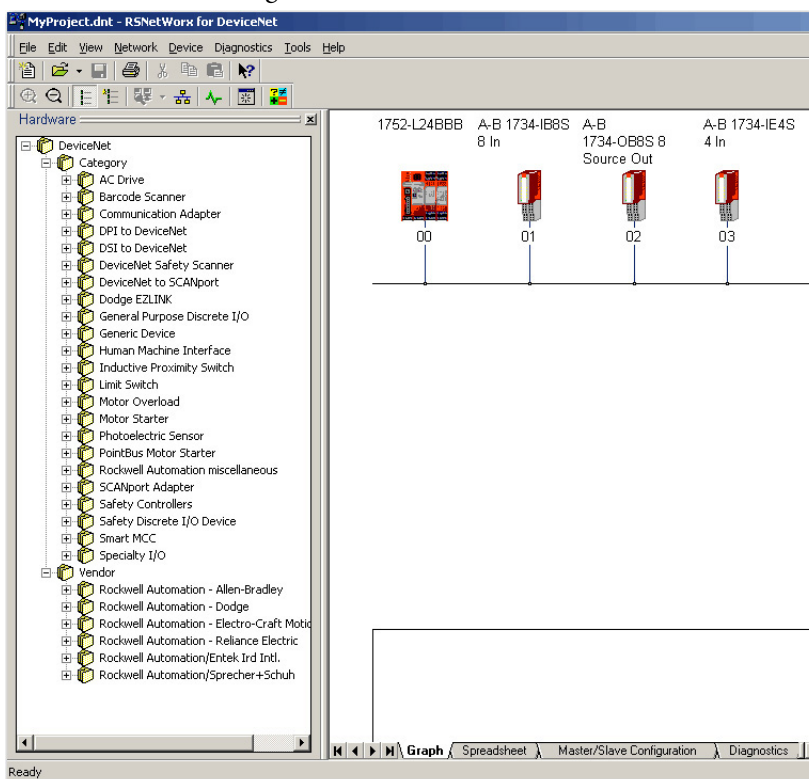 MyProject.dnt - RSNetWorx for DeviceNet
File Edit View Network Device Diagnostics Tools Help
Hardware
DeviceNet
Category
AC Drive
Barcode Scanner
Communication Adapter
DPI to DeviceNet
DSI to DeviceNet
DeviceNet Safety Scanner
DeviceNet to SCANport
Dodge EZLINK
General Purpose Discrete I/O
Generic Device
Human Machine Interface
Inductive Proximity Switch
Limit Switch
Motor Overload
Motor Starter
Photoelectric Sensor
PointBus Motor Starter
Rockwell Automation miscellaneous
SCANport Adapter
Safety Controllers
Safety Discrete I/O Device
Smart MCC
Specialty I/O
Vendor
Rockwell Automation - Allen-Bradley
Rockwell Automation - Dodge
Rockwell Automation - Electro-Craft Motio
Rockwell Automation - Reliance Electric
Rockwell Automation/Entek Ird Intl.
Rockwell Automation/Sprecher+Schuh
1752-L24BBB
A-B 1734-IB8S
8 In
A-B
1734-OB8S 8
Source Out
A-B 1734-IE4S
4 In
00
01
02
03
Graph Spreadsheet Master/Slave Configuration Diagnostics
Ready